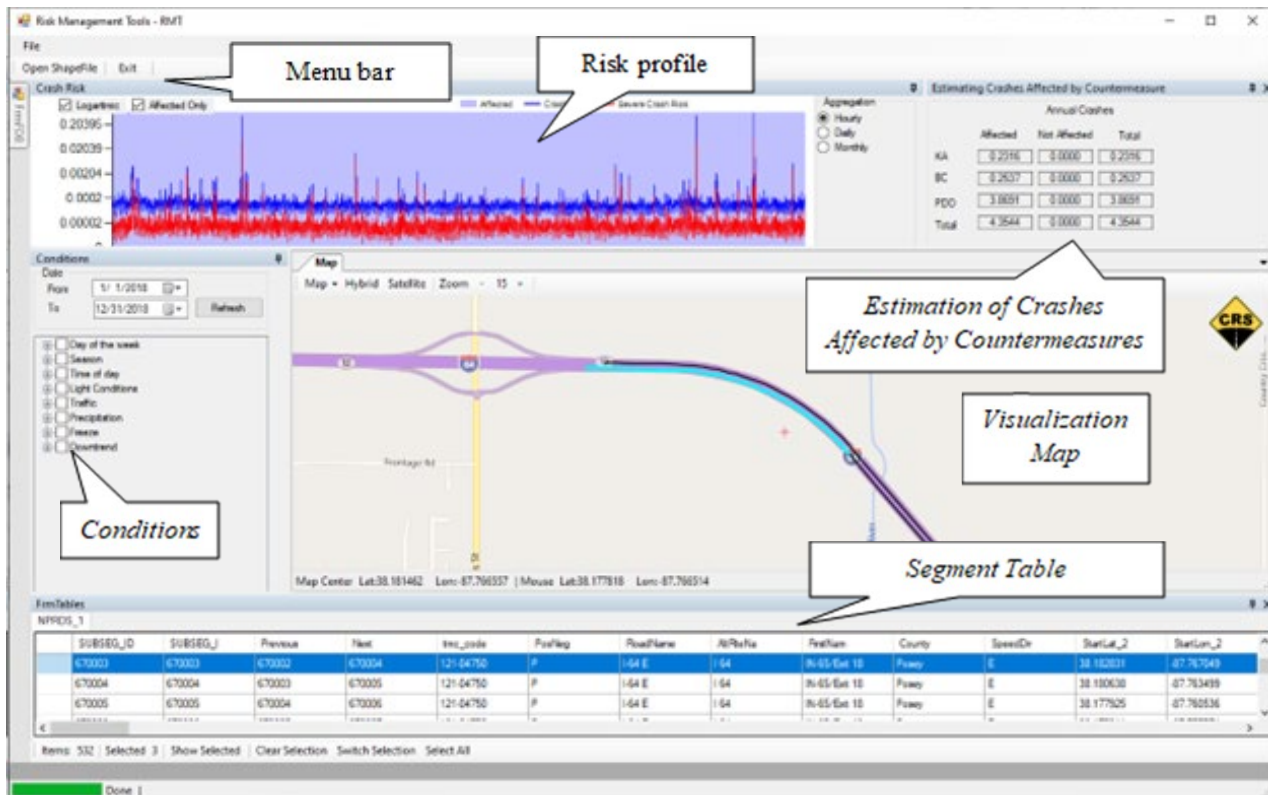 Risk Management Tools - RMT
File
Open ShapeFile Exit
Menu bar
Risk profile
Crash Risk
Logartmic Affected Only
Affected
Severe Crash Risk
0.20395
0.02039
0.00204
0.0002
0.00002
0
Aggregation
Hourly
Daily
Monthly
Estimating Crashes Affected by Countermeasure
Annual Crashes
Affected Not Affected Total
KA 0.2316 0.0000 0.2316
BC 0.2537 0.0000 0.2537
PDO 3.8691 0.0000 3.8691
Total 4.3544 0.0000 4.3544
Conditions
Date
From 1/ 1/2018
To 12/31/2018
Refresh
Day of the week
Season
Time of day
Light Conditions
Traffic
Precipitation
Freeze
Downtrend
Conditions
Map
Map Hybrid Satellite Zoom - 15 +
64
Frontage Rd
Estimation of Crashes
Affected by Countermeasures
CRS
Visualization
Map
Segment Table
Map Center Lat:38.181462 Lon:-87.766557 | Mouse Lat:38.177818 Lon:-87.766514
FrmTables
NPRDS_1
SUBSEG_ID SUBSEG_I Previous Next tmc_code PosNeg RoadName AltRteNa FirstNam County SpeedDir StartLat_2 StartLon_2
670003 670003 670002 670004 121-04750 P I-64 E I 64 IN-65/Exit 18 Posey E 38.182031 -87.767049
670004 670004 670003 670005 121-04750 P I-64 E I 64 IN-65/Exit 18 Posey E 38.180638 -87.763499
670005 670005 670004 670006 121-04750 P I-64 E I 64 IN-65/Exit 18 Posey E 38.177925 -87.760536
Items: 532 Selected 3 Show Selected Clear Selection Switch Selection Select All
Done